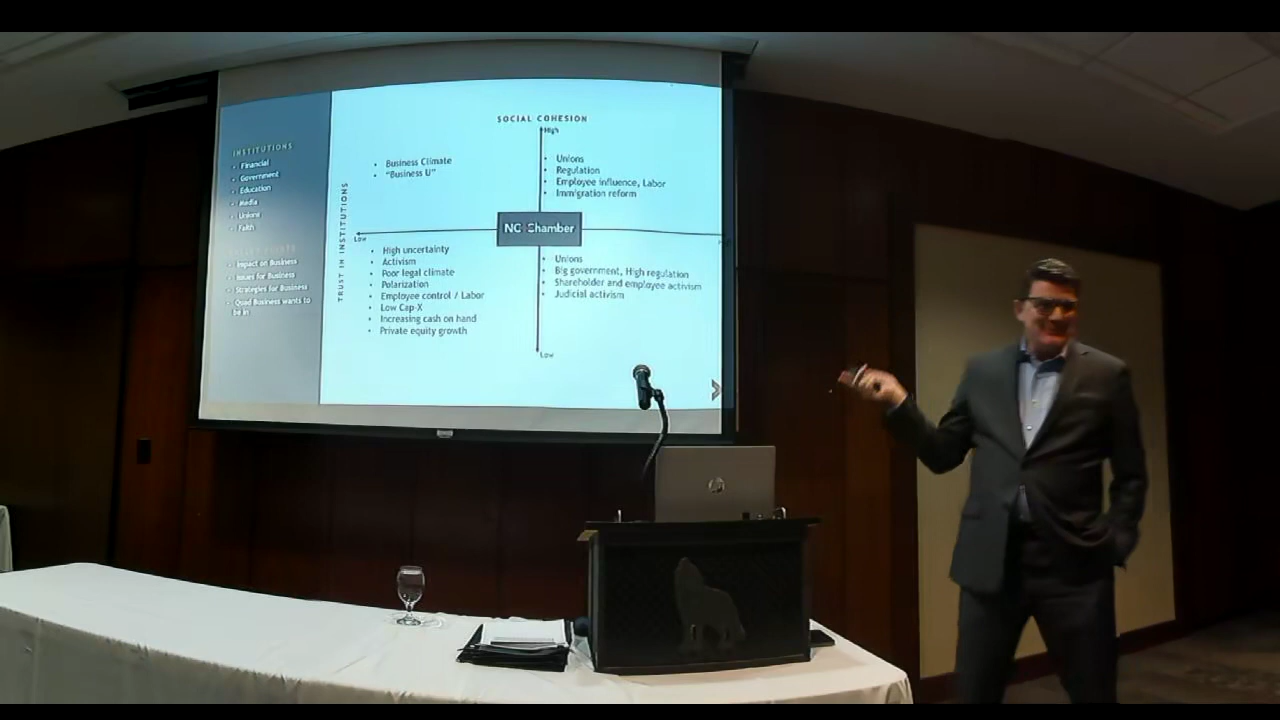 INSTITUTIONS
• Financial
• Government
• Education
• Media
• Unions
• Faith
• Impact on Business
• Issues for Business
• Strategies for Business
• Quad Business wants to
be in
TRUST IN INSTITUTIONS
SOCIAL COHESION
High
• Business Climate
• "Business U"
• Unions
• Regulation
• Employee influence, Labor
• Immigration reform
Low
NC Chamber
• High uncertainty
• Activism
• Poor legal climate
• Polarization
• Employee control / Labor
• Low Cap-X
• Increasing cash on hand
• Private equity growth
• Unions
• Big government, High regulation
• Shareholder and employee activism
• Judicial activism
Low
hp